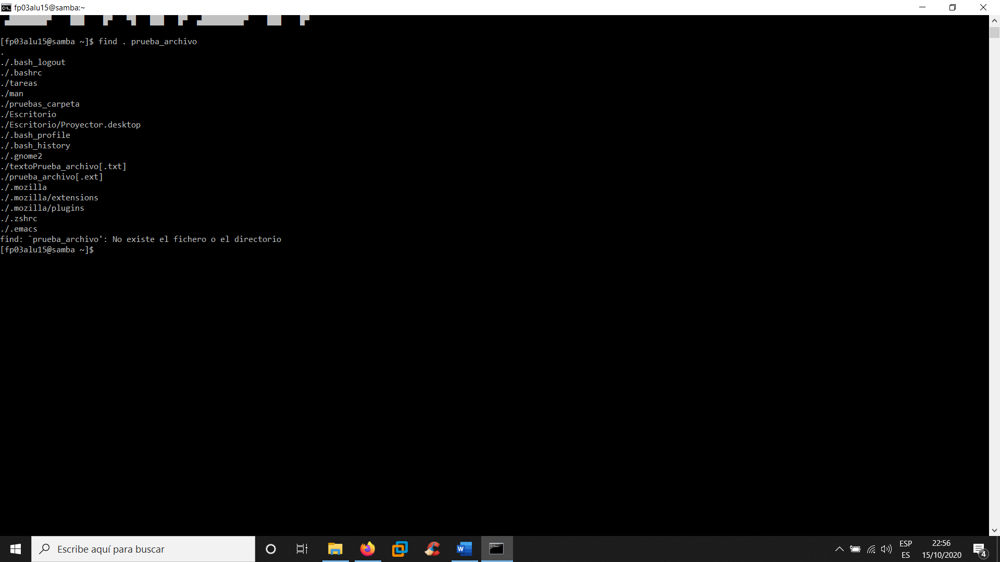 fp03alu15@samba:~
[fp03alu15@samba ~]$ find . prueba_archivo
.
./.bash_logout
./.bashrc
./tareas
./man
./pruebas_carpeta
./Escritorio
./Escritorio/Proyector.desktop
./.bash_profile
./.bash_history
./.gnome2
./textoPrueba_archivo[.txt]
./prueba_archivo[.ext]
./.mozilla
./.mozilla/extensions
./.mozilla/plugins
./.zshrc
./.emacs
find: `prueba_archivo': No existe el fichero o el directorio
[fp03alu15@samba ~]$
Escribe aquí para buscar
ESP
ES
22:56
15/10/2020
4